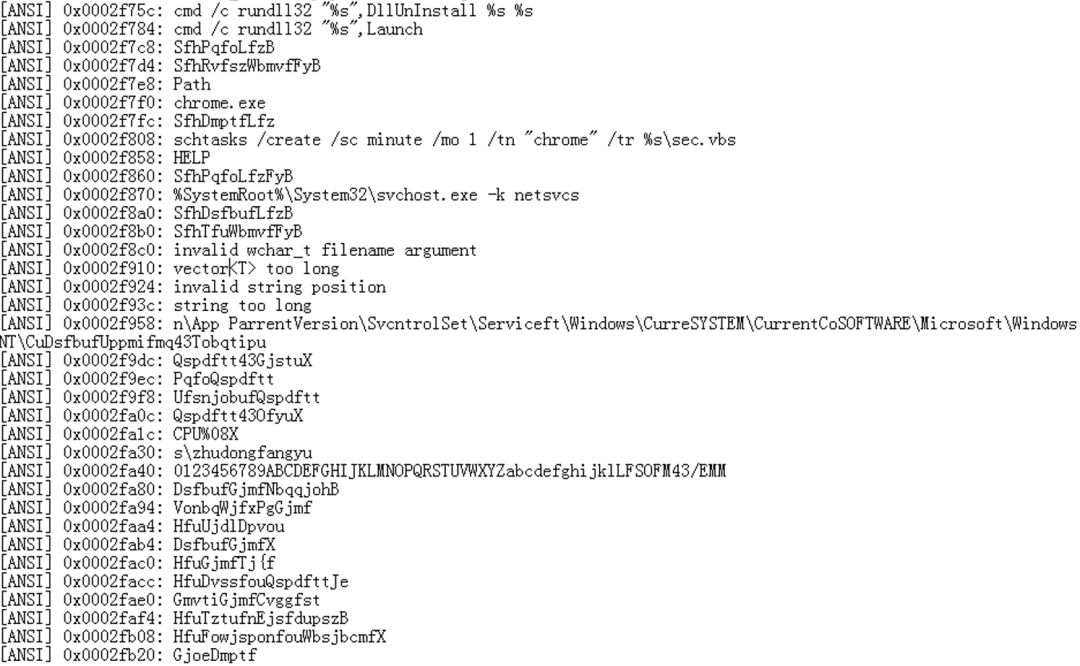 [ANSI] 0x0002f75c: cmd /c rundll32 "%s",DllUnInstall %s %s
[ANSI] 0x0002f784: cmd /c rundll32 "%s",Launch
[ANSI] 0x0002f7c8: SfhPqfoLfzB
[ANSI] 0x0002f7d4: SfhRvfszWbmvfFyB
[ANSI] 0x0002f7e8: Path
[ANSI] 0x0002f7f0: chrome.exe
[ANSI] 0x0002f7fc: SfhDmptfLfz
[ANSI] 0x0002f808: schtasks /create /sc minute /mo 1 /tn "chrome" /tr %s\sec.vbs
[ANSI] 0x0002f858: HELP
[ANSI] 0x0002f860: SfhPqfoLfzFyB
[ANSI] 0x0002f870: %SystemRoot%\System32\svchost.exe -k netsvcs
[ANSI] 0x0002f8a0: SfhDsfbufLfzB
[ANSI] 0x0002f8b0: SfhTfuWbmvfFyB
[ANSI] 0x0002f8c0: invalid wchar_t filename argument
[ANSI] 0x0002f910: vector<T> too long
[ANSI] 0x0002f924: invalid string position
[ANSI] 0x0002f93c: string too long
[ANSI] 0x0002f958: n\App ParrentVersion\SvcntrolSet\Serviceft\Windows\CurreSYSTEM\CurrentCoSOFTWARE\Microsoft\Windows
NT\CuDsfbufUppmifmq43Tobqtipu
[ANSI] 0x0002f9dc: Qspdftt43GjstuX
[ANSI] 0x0002f9ec: PqfoQspdftt
[ANSI] 0x0002f9f8: UfsnjobufQspdftt
[ANSI] 0x0002fa0c: Qspdftt43OfyuX
[ANSI] 0x0002fa1c: CPU%08X
[ANSI] 0x0002fa30: s\zhudongfangyu
[ANSI] 0x0002fa40: 0123456789ABCDEFGHIJKLMNOPQRSTUVWXYZabcdefghijklLFSOFM43/EMM
[ANSI] 0x0002fa80: DsfbufGjmfNbqqjohB
[ANSI] 0x0002fa94: VonbqWjfxPgGjmf
[ANSI] 0x0002faa4: HfuUjdlDpvou
[ANSI] 0x0002fab4: DsfbufGjmfX
[ANSI] 0x0002fac0: HfuGjmfTj{f
[ANSI] 0x0002facc: HfuDvssfouQspdfttJe
[ANSI] 0x0002fae0: GmvtiGjmfCvggfst
[ANSI] 0x0002faf4: HfuTztufnEjsfdupszB
[ANSI] 0x0002fb08: HfuFowjsponfouWbsjbcmfX
[ANSI] 0x0002fb20: GjoeDmptf